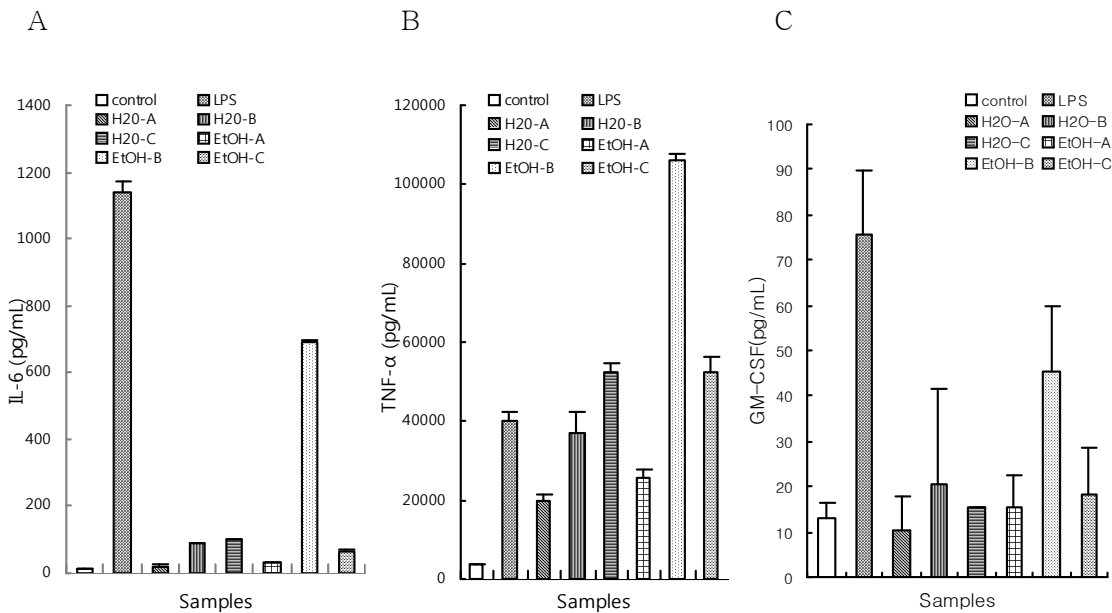 A
B
C
control
LPS
H20-A
H20-B
H20-C
EtOH-A
EtOH-B
EtOH-C
1400
1200
1000
800
600
400
200
0
IL-6 (pg/mL)
Samples
control
LPS
H20-A
H20-B
H20-C
EtOH-A
EtOH-B
EtOH-C
120000
100000
80000
60000
40000
20000
0
TNF-α (pg/mL)
Samples
control
LPS
H2O-A
H2O-B
H2O-C
EtOH-A
EtOH-B
EtOH-C
100
90
80
70
60
50
40
30
20
10
0
GM-CSF(pg/mL)
Samples